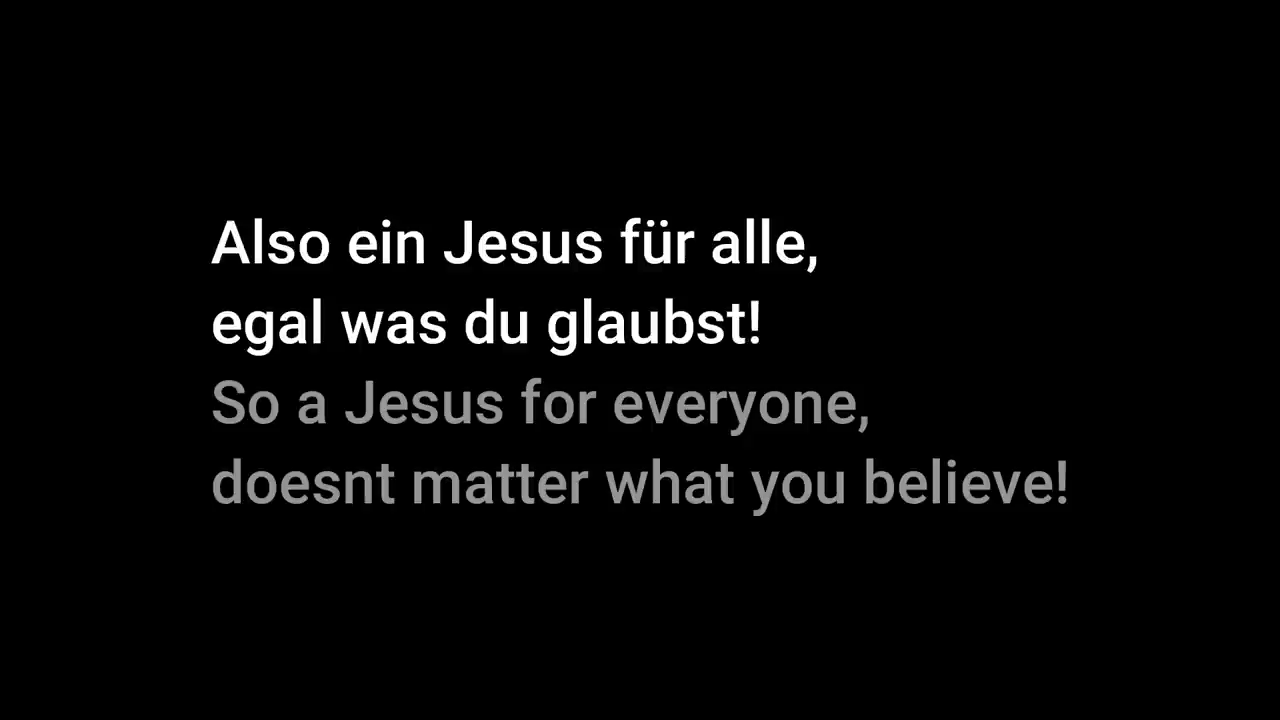 Also ein Jesus für alle,
egal was du glaubst!
So a Jesus for everyone,
doesnt matter what you believe!